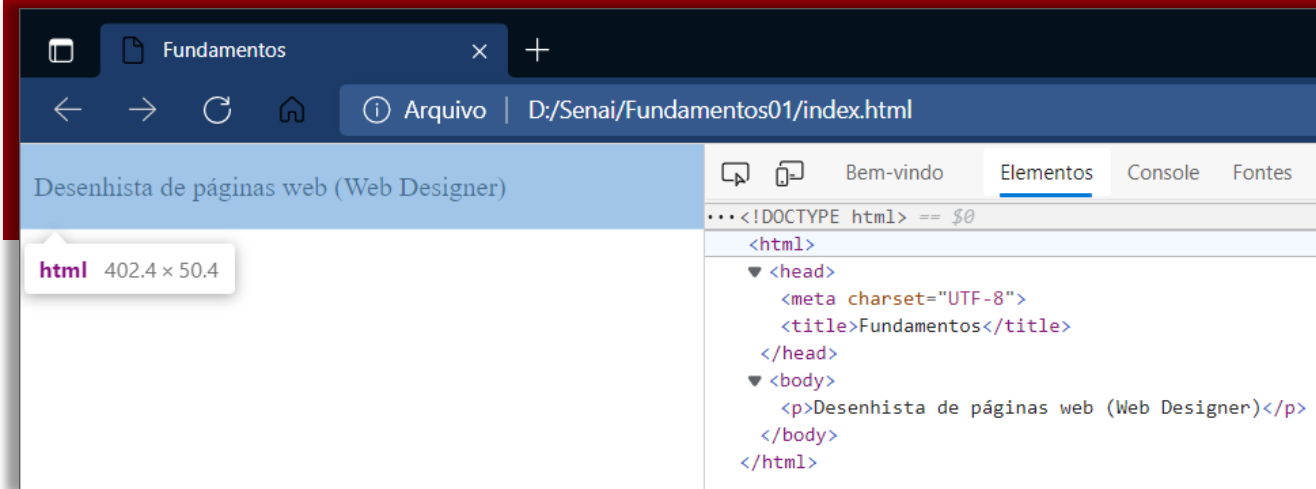 Fundamentos
Arquivo | D:/Senai/Fundamentos01/index.html
Desenhista de páginas web (Web Designer)
html 402.4 × 50.4
Bem-vindo Elementos Console Fontes
···<!DOCTYPE html> == $0
<html>
▼<head>
<meta charset="UTF-8">
<title>Fundamentos</title>
</head>
▼<body>
<p>Desenhista de páginas web (Web Designer)</p>
</body>
</html>